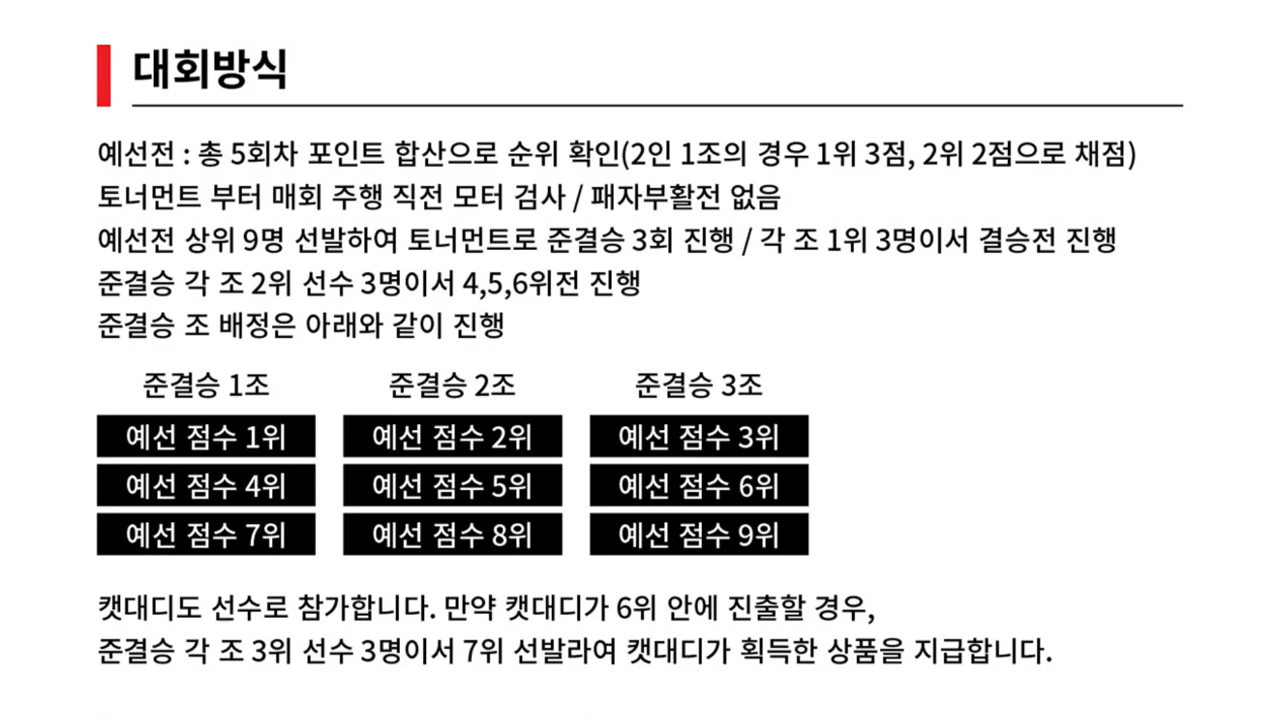 대회방식
예선전 : 총 5회차 포인트 합산으로 순위 확인(2인 1조의 경우 1위 3점, 2위 2점으로 채점)
토너먼트 부터 매회 주행 직전 모터 검사 / 패자부활전 없음
예선전 상위 9명 선발하여 토너먼트로 준결승 3회 진행 / 각 조 1위 3명이서 결승전 진행
준결승 각 조 2위 선수 3명이서 4,5,6위전 진행
준결승 조 배정은 아래와 같이 진행
준결승 1조 준결승 2조 준결승 3조
예선 점수 1위 예선 점수 2위 예선 점수 3위
예선 점수 4위 예선 점수 5위 예선 점수 6위
예선 점수 7위 예선 점수 8위 예선 점수 9위
캣대디도 선수로 참가합니다. 만약 캣대디가 6위 안에 진출할 경우,
준결승 각 조 3위 선수 3명이서 7위 선발라여 캣대디가 획득한 상품을 지급합니다.